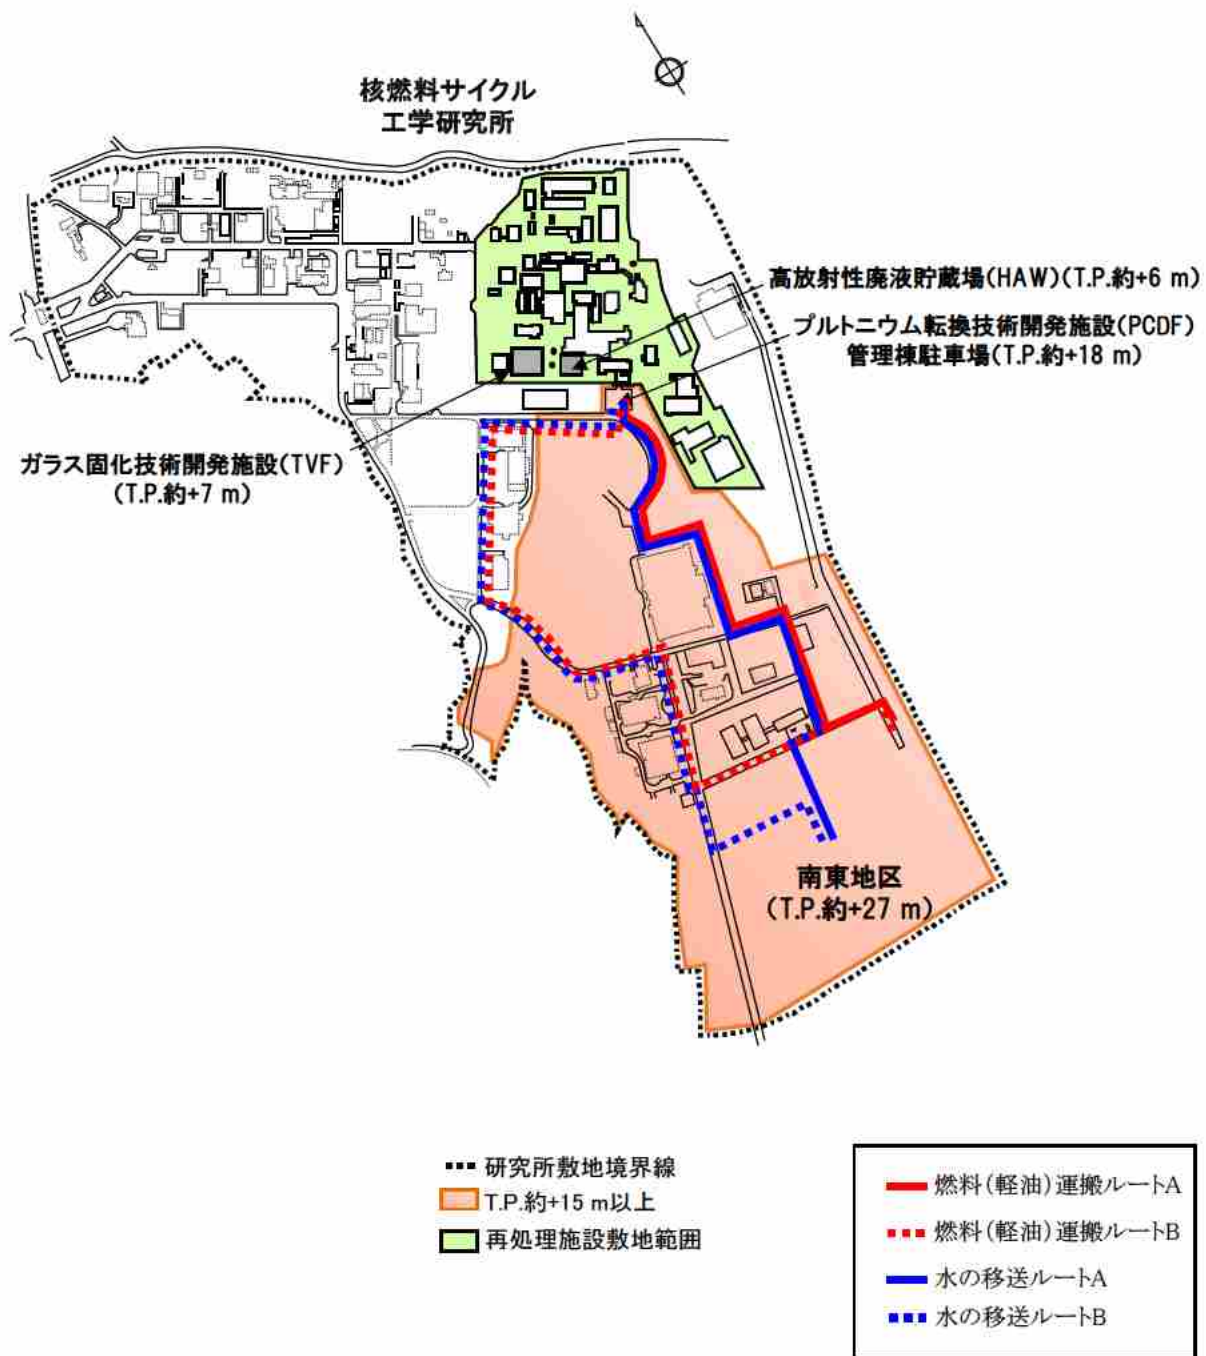 核燃料サイクル
工学研究所
高放射性廃液貯蔵場(HAW)(T.P.約+6 m)
プルトニウム転換技術開発施設(PCDF)
管理棟駐車場(T.P.約+18 m)
ガラス固化技術開発施設(TVF)
(T.P.約+7 m)
南東地区
(T.P.約+27 m)
研究所敷地境界線
T.P.約+15 m以上
再処理施設敷地範囲
燃料(軽油)運搬ルートA
燃料(軽油)運搬ルートB
水の移送ルートA
水の移送ルートB